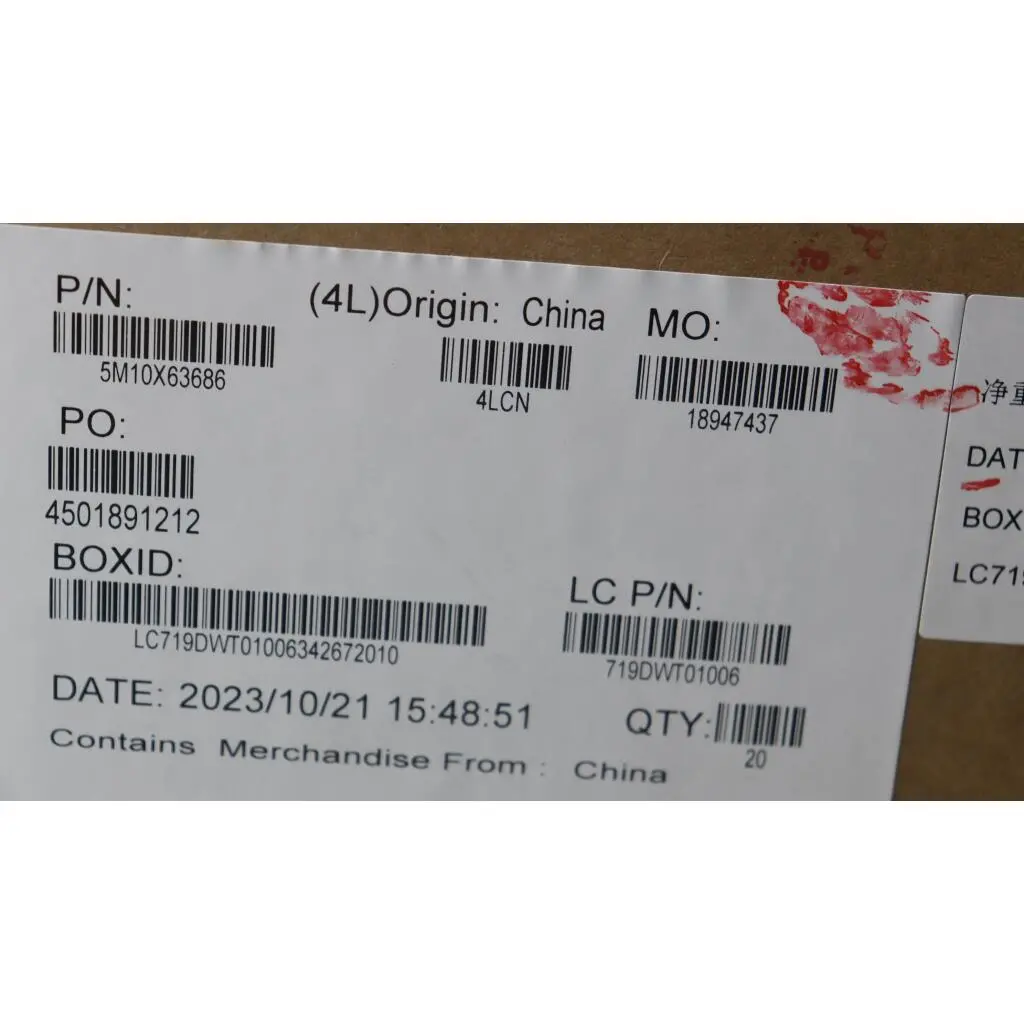 P/N:
(4L)Origin: China
MO:
5M10X63686
4LCN
18947437
PO:
4501891212
BOXID:
LC719DWT01006342672010
LC P/N:
719DWT01006
DATE: 2023/10/21 15:48:51
QTY:
20
Contains Merchandise From : China
净重
DAT
BOX
LC719